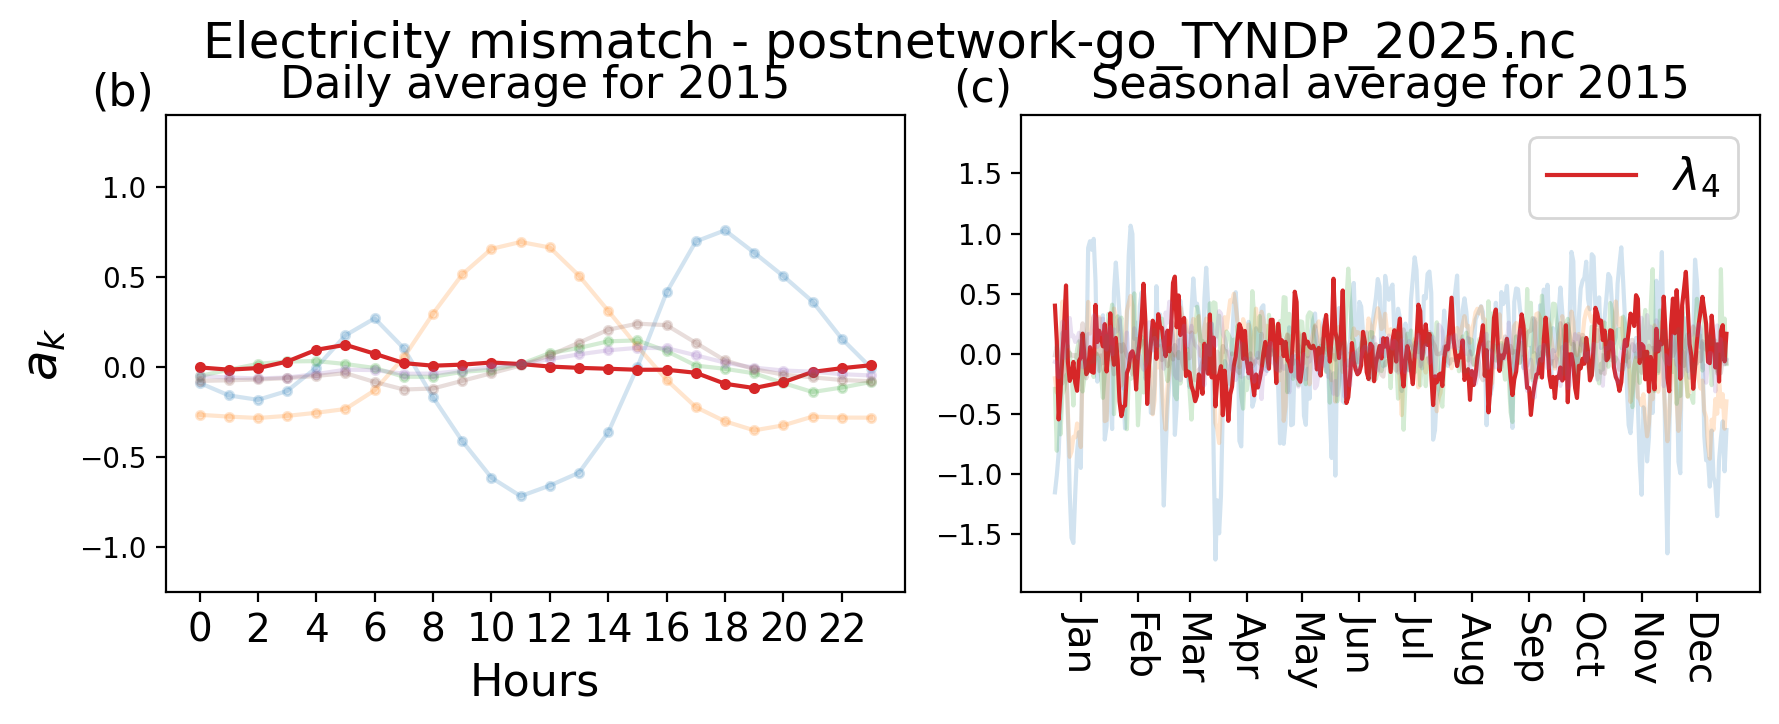 Electricity mismatch - postnetwork-go_TYNDP_2025.nc
(b) Daily average for 2015
1.0
0.5
0.0
−0.5
−1.0
a_k
0 2 4 6 8 10 12 14 16 18 20 22
Hours
(c) Seasonal average for 2015
λ_4
1.5
1.0
0.5
0.0
−0.5
−1.0
−1.5
Jan Feb Mar Apr May Jun Jul Aug Sep Oct Nov Dec